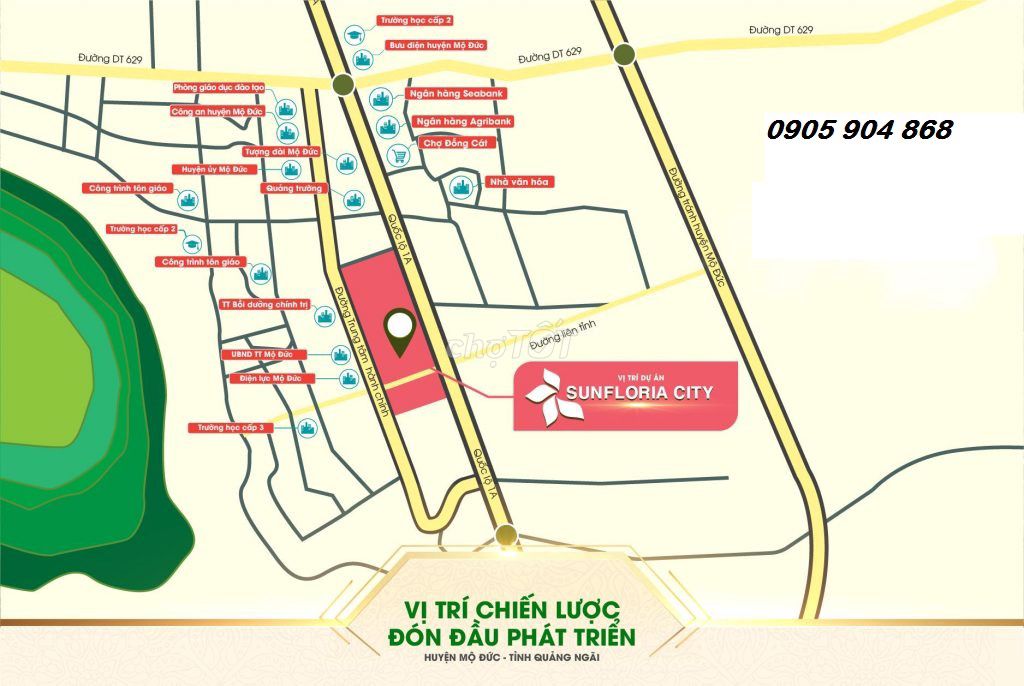 Trường học cấp 2
Bưu điện huyện Mộ Đức
Đường DT 629
Đường DT 629
Đường DT 629
Phòng giáo dục đào tạo
Công an huyện Mộ Đức
Ngân hàng Seabank
Ngân hàng Agribank
Chợ Đồng Cát
0905 904 868
Tượng đài Mộ Đức
Huyện ủy Mộ Đức
Quảng trường
Nhà văn hóa
Công trình tôn giáo
Trường học cấp 2
Công trình tôn giáo
Quốc lộ 1A
Đường tránh huyện Mộ Đức
TT Bồi dưỡng chính trị
Đường Trung tâm hành chính
Đường liên tỉnh
chợTỐT
UBND TT Mộ Đức
Điện lực Mộ Đức
VỊ TRÍ DỰ ÁN
SUNFLORIA CITY
Trường học cấp 3
Quốc lộ 1A
VỊ TRÍ CHIẾN LƯỢC
ĐÓN ĐẦU PHÁT TRIỂN
HUYỆN MỘ ĐỨC - TỈNH QUẢNG NGÃI